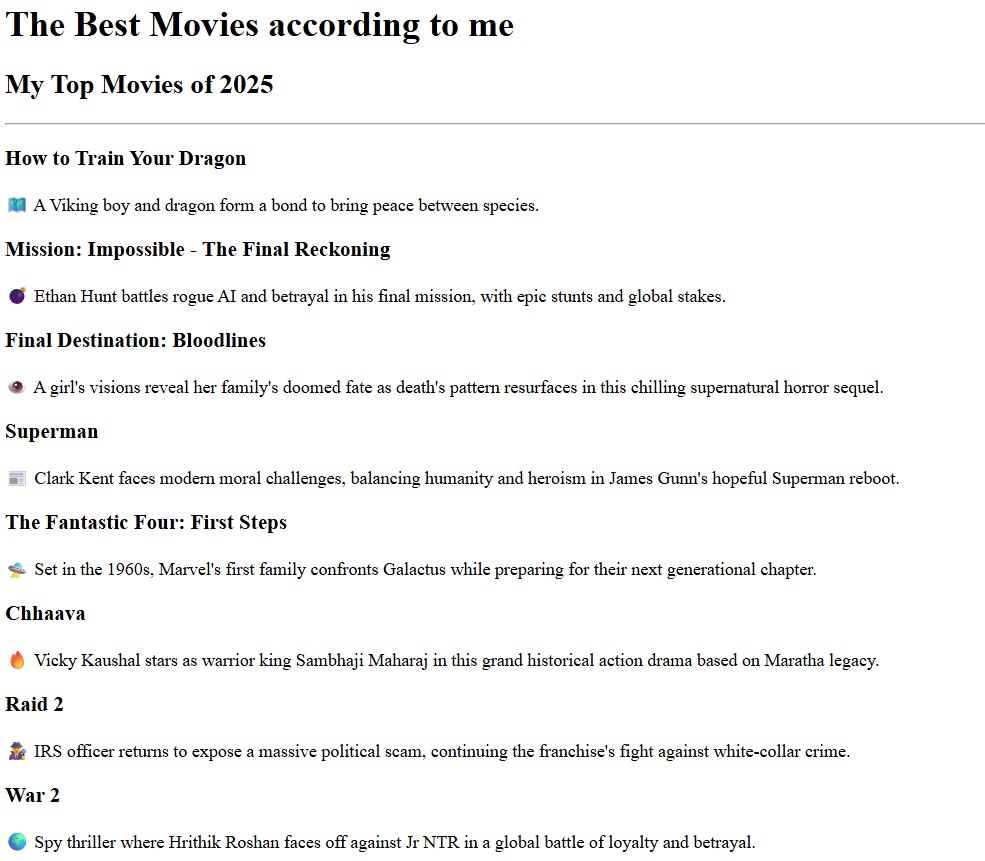 The Best Movies according to me
My Top Movies of 2025
How to Train Your Dragon
🗺️ A Viking boy and dragon form a bond to bring peace between species.
Mission: Impossible - The Final Reckoning
💣 Ethan Hunt battles rogue AI and betrayal in his final mission, with epic stunts and global stakes.
Final Destination: Bloodlines
👁️ A girl's visions reveal her family's doomed fate as death's pattern resurfaces in this chilling supernatural horror sequel.
Superman
📰 Clark Kent faces modern moral challenges, balancing humanity and heroism in James Gunn's hopeful Superman reboot.
The Fantastic Four: First Steps
🛸 Set in the 1960s, Marvel's first family confronts Galactus while preparing for their next generational chapter.
Chhaava
🔥 Vicky Kaushal stars as warrior king Sambhaji Maharaj in this grand historical action drama based on Maratha legacy.
Raid 2
🕵️ IRS officer returns to expose a massive political scam, continuing the franchise's fight against white-collar crime.
War 2
🌍 Spy thriller where Hrithik Roshan faces off against Jr NTR in a global battle of loyalty and betrayal.